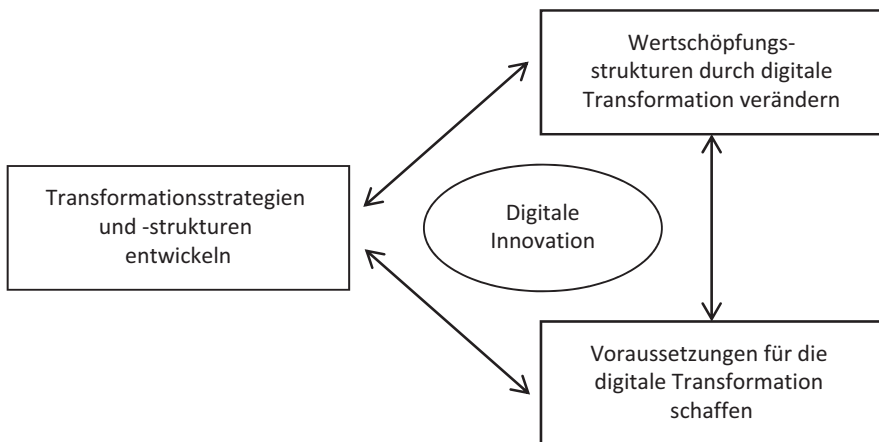 Wertschöpfungs-
strukturen durch digitale
Transformation verändern
Transformationsstrategien
und -strukturen
entwickeln
Digitale
Innovation
Voraussetzungen für die
digitale Transformation
schaffen